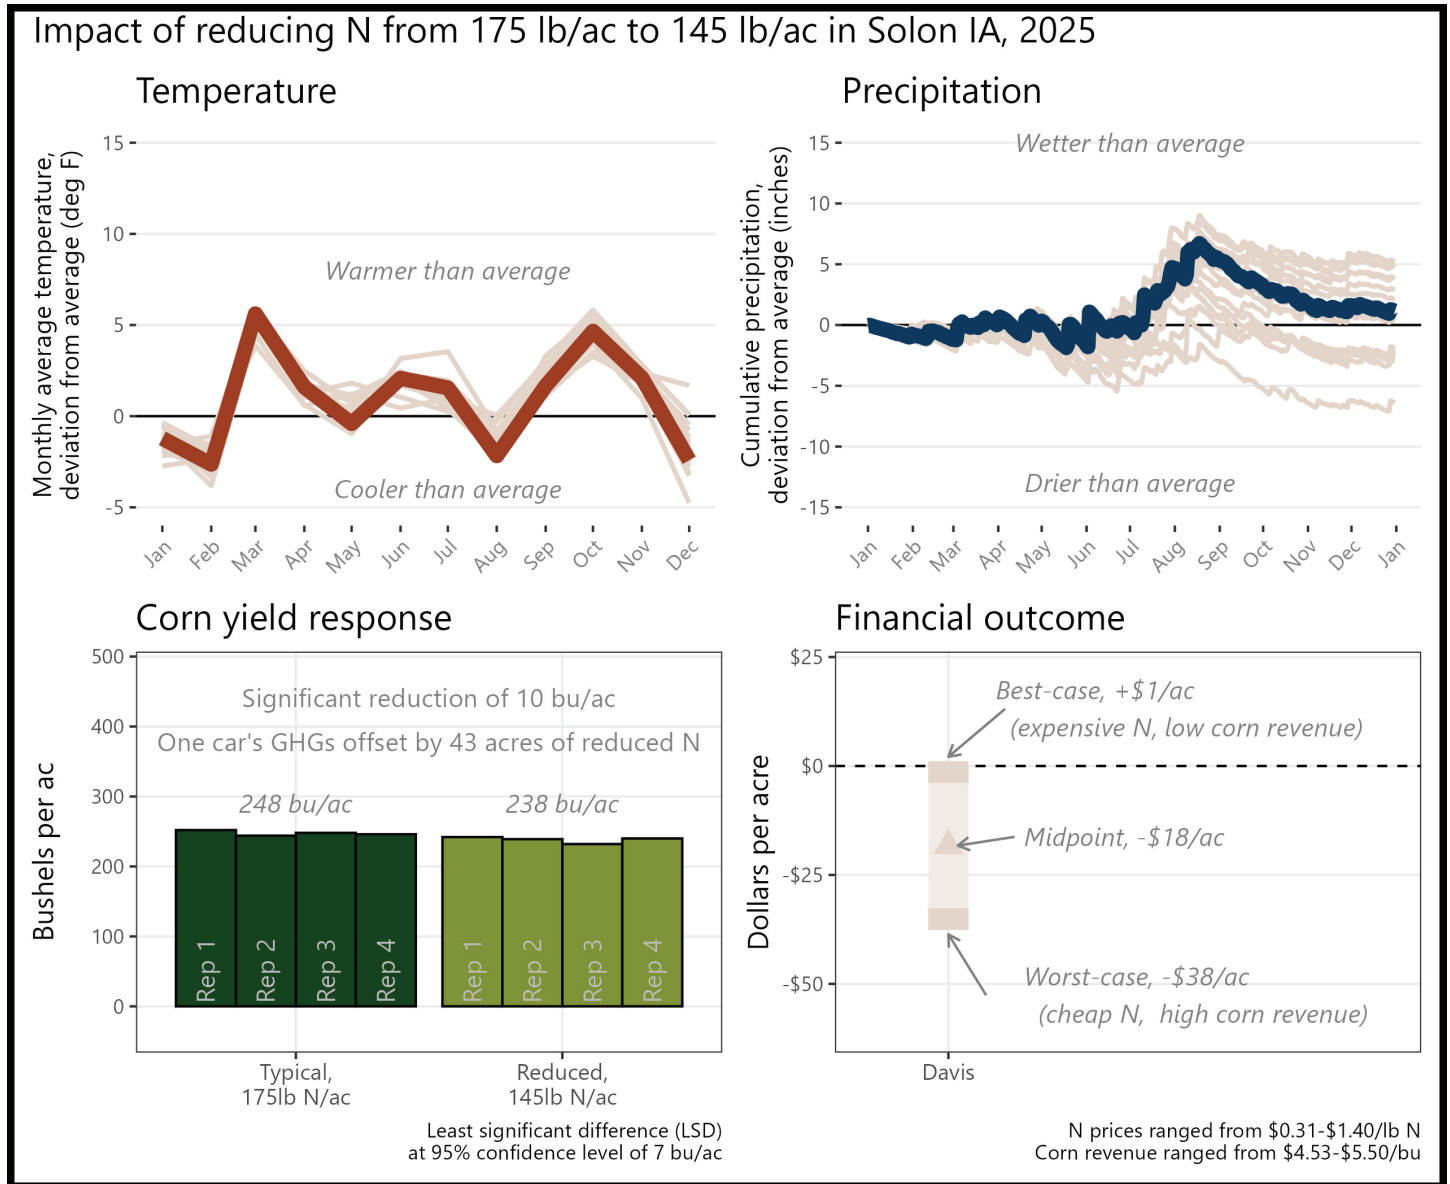 Impact of reducing N from 175 lb/ac to 145 lb/ac in Solon IA, 2025
Temperature
Monthly average temperature,
deviation from average (deg F)
15
10
5
0
-5
Warmer than average
Cooler than average
Jan
Feb
Mar
Apr
May
Jun
Jul
Aug
Sep
Oct
Nov
Dec
Precipitation
Cumulative precipitation,
deviation from average (inches)
15
10
5
0
-5
-10
-15
Wetter than average
Drier than average
Jan
Feb
Mar
Apr
May
Jun
Jul
Aug
Sep
Oct
Nov
Dec
Jan
Corn yield response
Bushels per ac
500
400
300
200
100
0
Significant reduction of 10 bu/ac
One car's GHGs offset by 43 acres of reduced N
248 bu/ac
238 bu/ac
Rep 1
Rep 2
Rep 3
Rep 4
Rep 1
Rep 2
Rep 3
Rep 4
Typical,
175lb N/ac
Reduced,
145lb N/ac
Least significant difference (LSD)
at 95% confidence level of 7 bu/ac
Financial outcome
Dollars per acre
$25
$0
-$25
-$50
Best-case, +$1/ac
(expensive N, low corn revenue)
Midpoint, -$18/ac
Worst-case, -$38/ac
(cheap N,  high corn revenue)
Davis
N prices ranged from $0.31-$1.40/lb N
Corn revenue ranged from $4.53-$5.50/bu